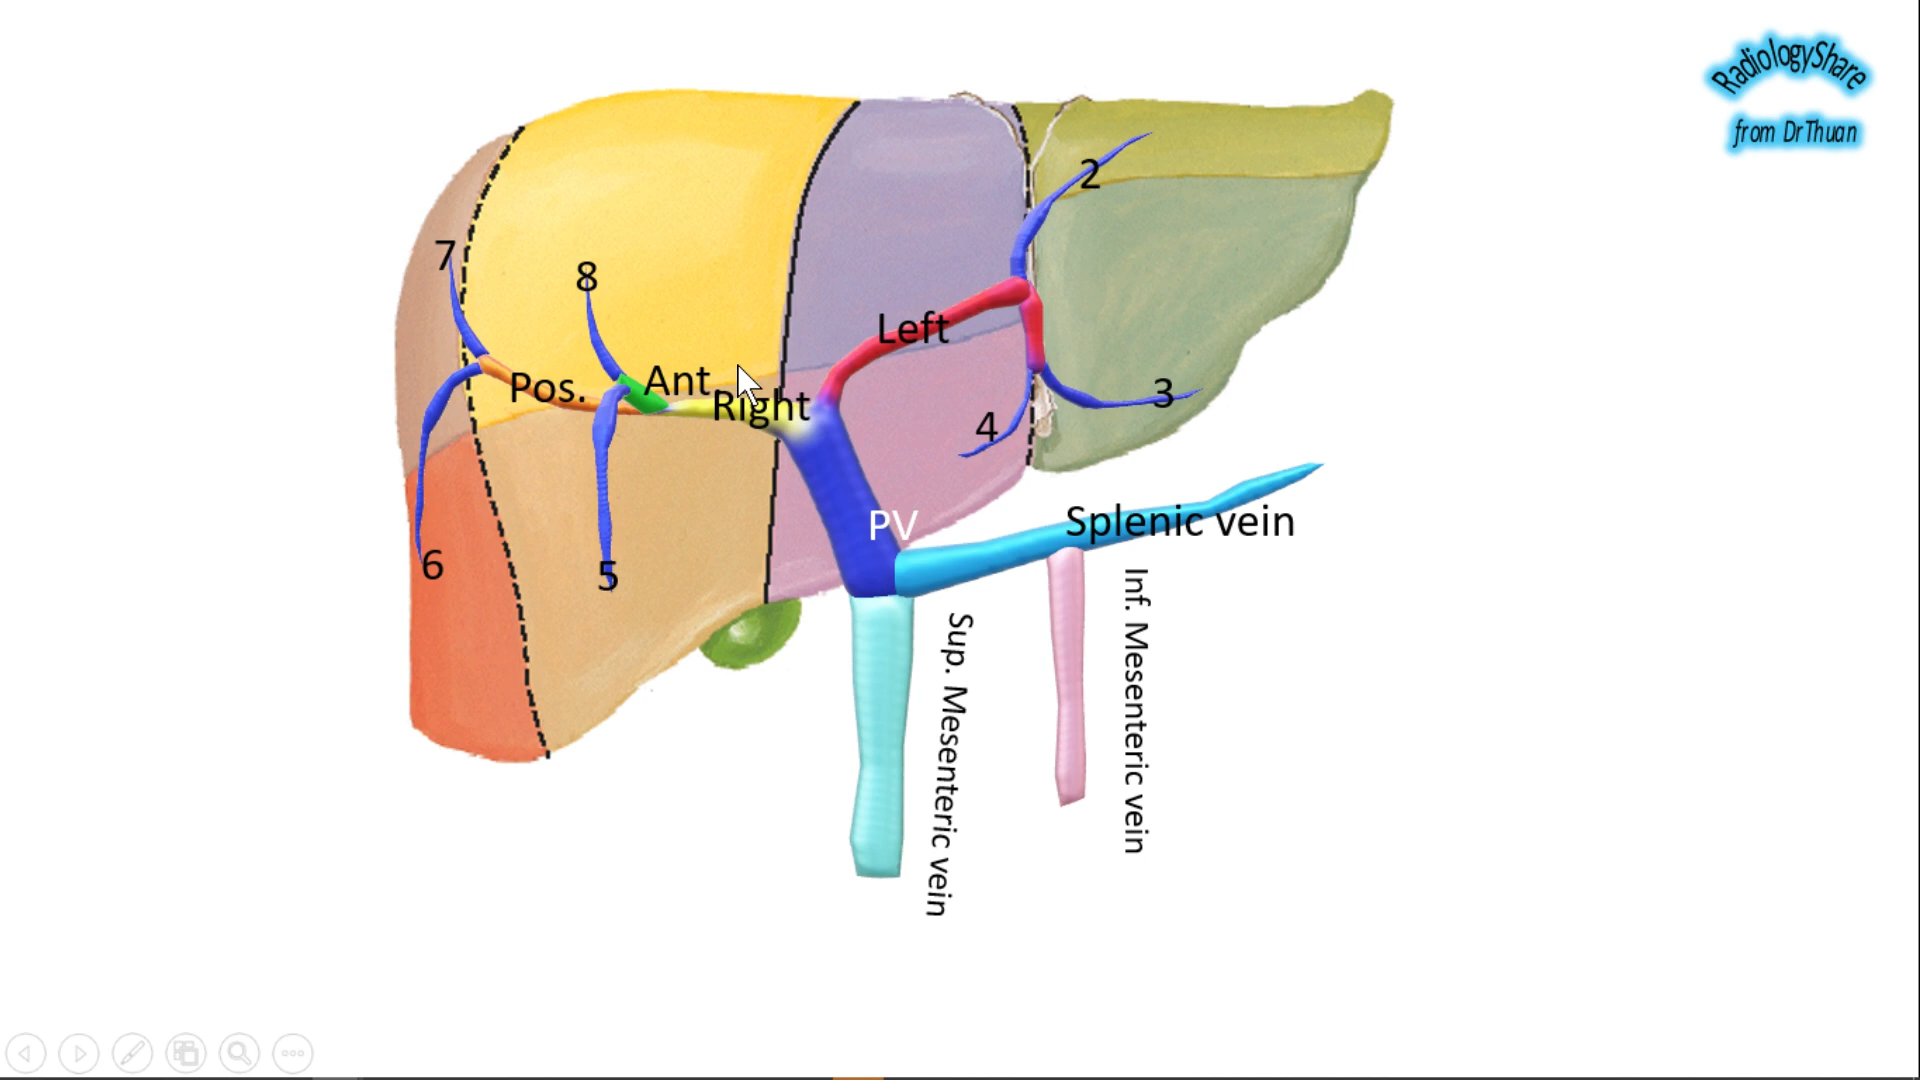 RadiologyShare
from DrThuan
2
7
8
Left
Pos.
Ant.
Right
3
4
PV
Splenic vein
6
5
Sup. Mesenteric vein
Inf. Mesenteric vein